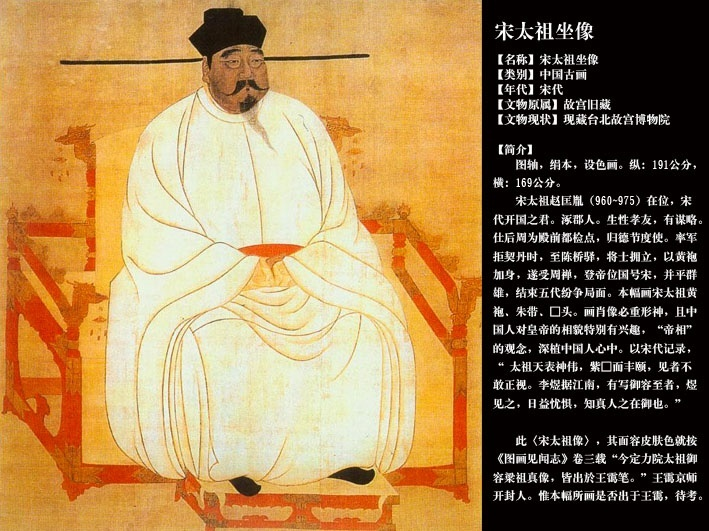 宋太祖坐像
【名称】宋太祖坐像
【类别】中国古画
【年代】宋代
【文物原属】故宫旧藏
【文物现状】现藏台北故宫博物院
【简介】
图轴，绢本，设色画。纵：191公分，
横：169公分。
宋太祖赵匡胤（960~975）在位，宋
代开国之君。涿郡人。生性孝友，有谋略。
仕后周为殿前都检点，归德节度使。率军
拒契丹时，至陈桥驿，将士拥立，以黄袍
加身，遂受周禅，登帝位国号宋，并平群
雄，结束五代纷争局面。本幅画宋太祖黄
袍、朱带、□头。画肖像必重形神，且中
国人对皇帝的相貌特别有兴趣，“帝相”
的观念，深植中国人心中。以宋代记录，
“ 太祖天表神伟，紫□而丰颐，见者不
敢正视。李煜据江南，有写御容至者，煜
见之，日益忧惧，知真人之在御也。”
此〈宋太祖像〉，其面容皮肤色就按
《图画见闻志》卷三载“今定力院太祖御
容梁祖真像，皆出於王霭笔。”王霭京师
开封人。惟本幅所画是否出于王霭，待考。